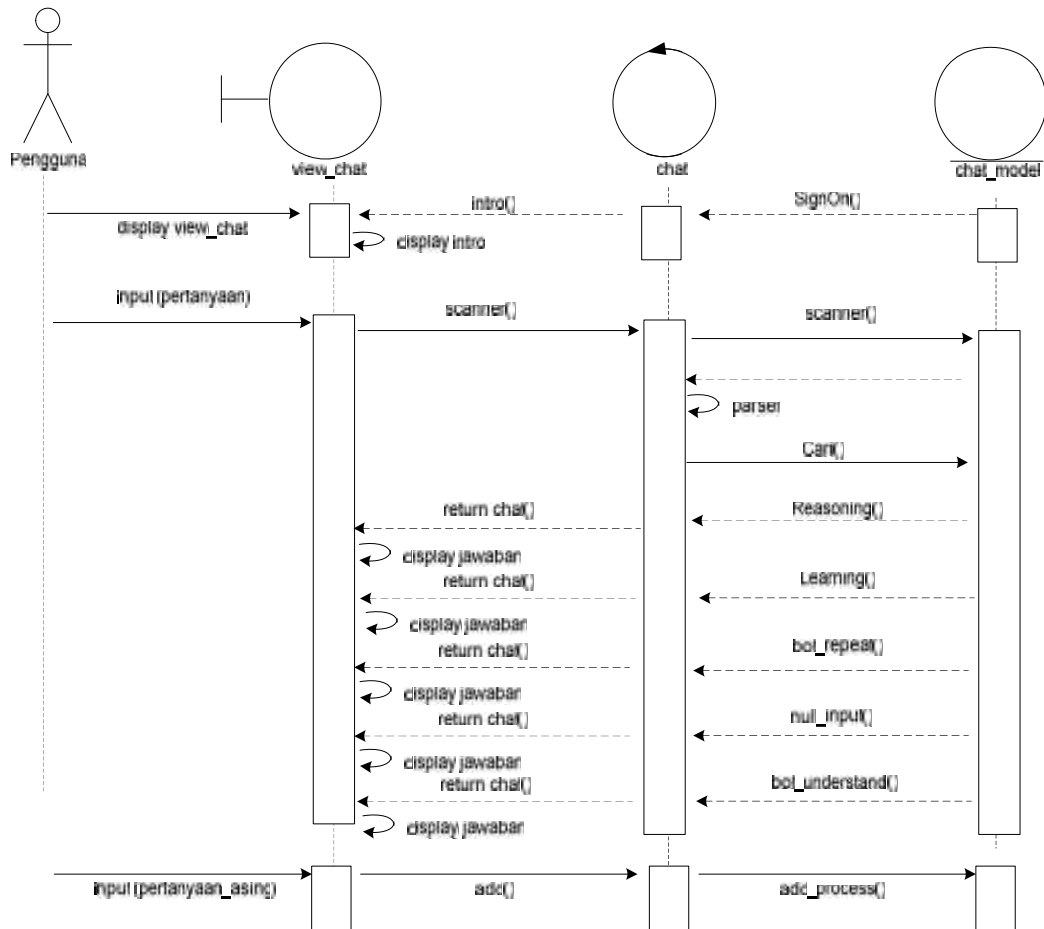 Pengguna
view_chat
chat
chat_model
intro()
SignOn()
display view_chat
display intro
input (pertanyaan)
scanner()
scanner()
parser
Cari()
return chat()
Reasoning()
display jawaban
return chat()
Learning()
display jawaban
return chat()
bot_repeat()
display jawaban
return chat()
null_input()
display jawaban
return chat()
bot_understand()
display jawaban
input (pertanyaan_asing)
add()
add_process()